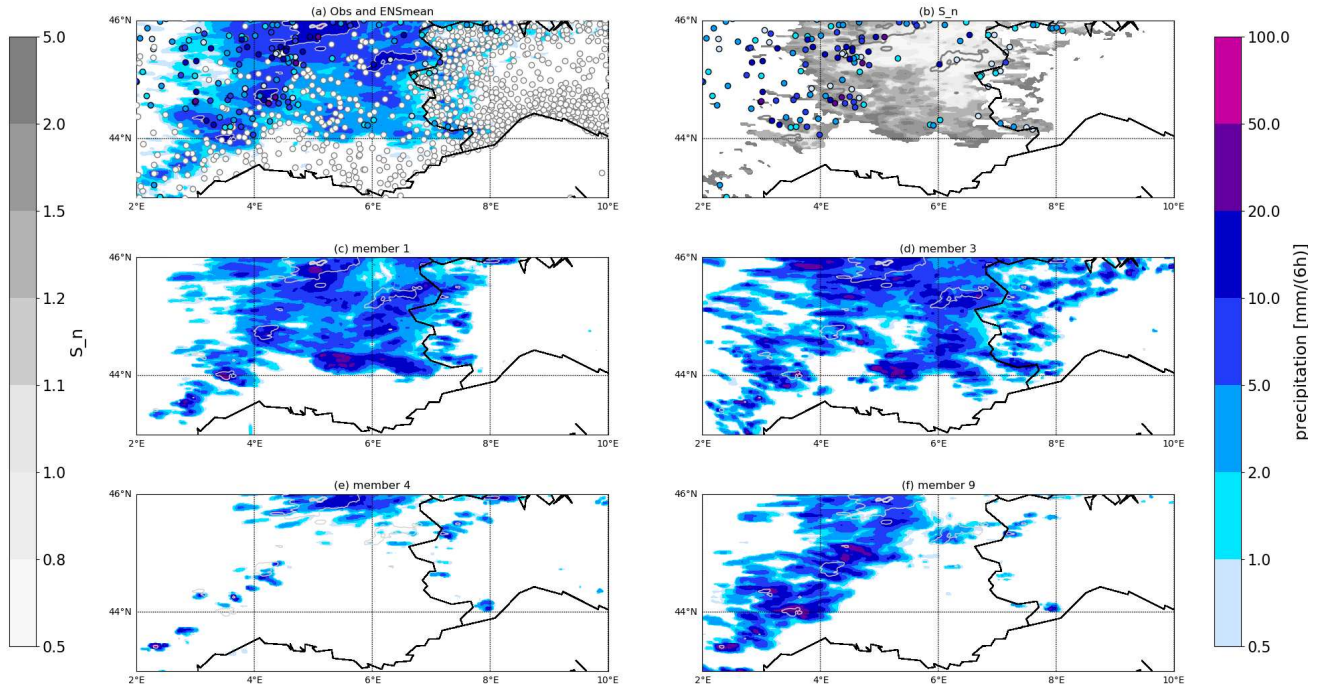 (a) Obs and ENSmean
46°N
44°N
2°E 4°E 6°E 8°E 10°E
(b) S_n
46°N
44°N
2°E 4°E 6°E 8°E 10°E
(c) member 1
46°N
44°N
2°E 4°E 6°E 8°E 10°E
(d) member 3
46°N
44°N
2°E 4°E 6°E 8°E 10°E
(e) member 4
46°N
44°N
2°E 4°E 6°E 8°E 10°E
(f) member 9
46°N
44°N
2°E 4°E 6°E 8°E 10°E
5.0
2.0
1.5
1.2
1.1
1.0
0.8
0.5
S_n
100.0
50.0
20.0
10.0
5.0
2.0
1.0
0.5
precipitation [mm/(6h)]